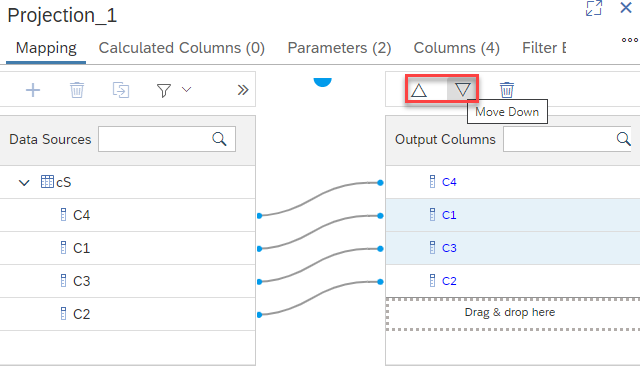 Projection_1
Mapping Calculated Columns (0) Parameters (2) Columns (4) Filter E
Move Down
Data Sources
Output Columns
cS
C4
C1
C3
C2
C4
C1
C3
C2
Drag & drop here